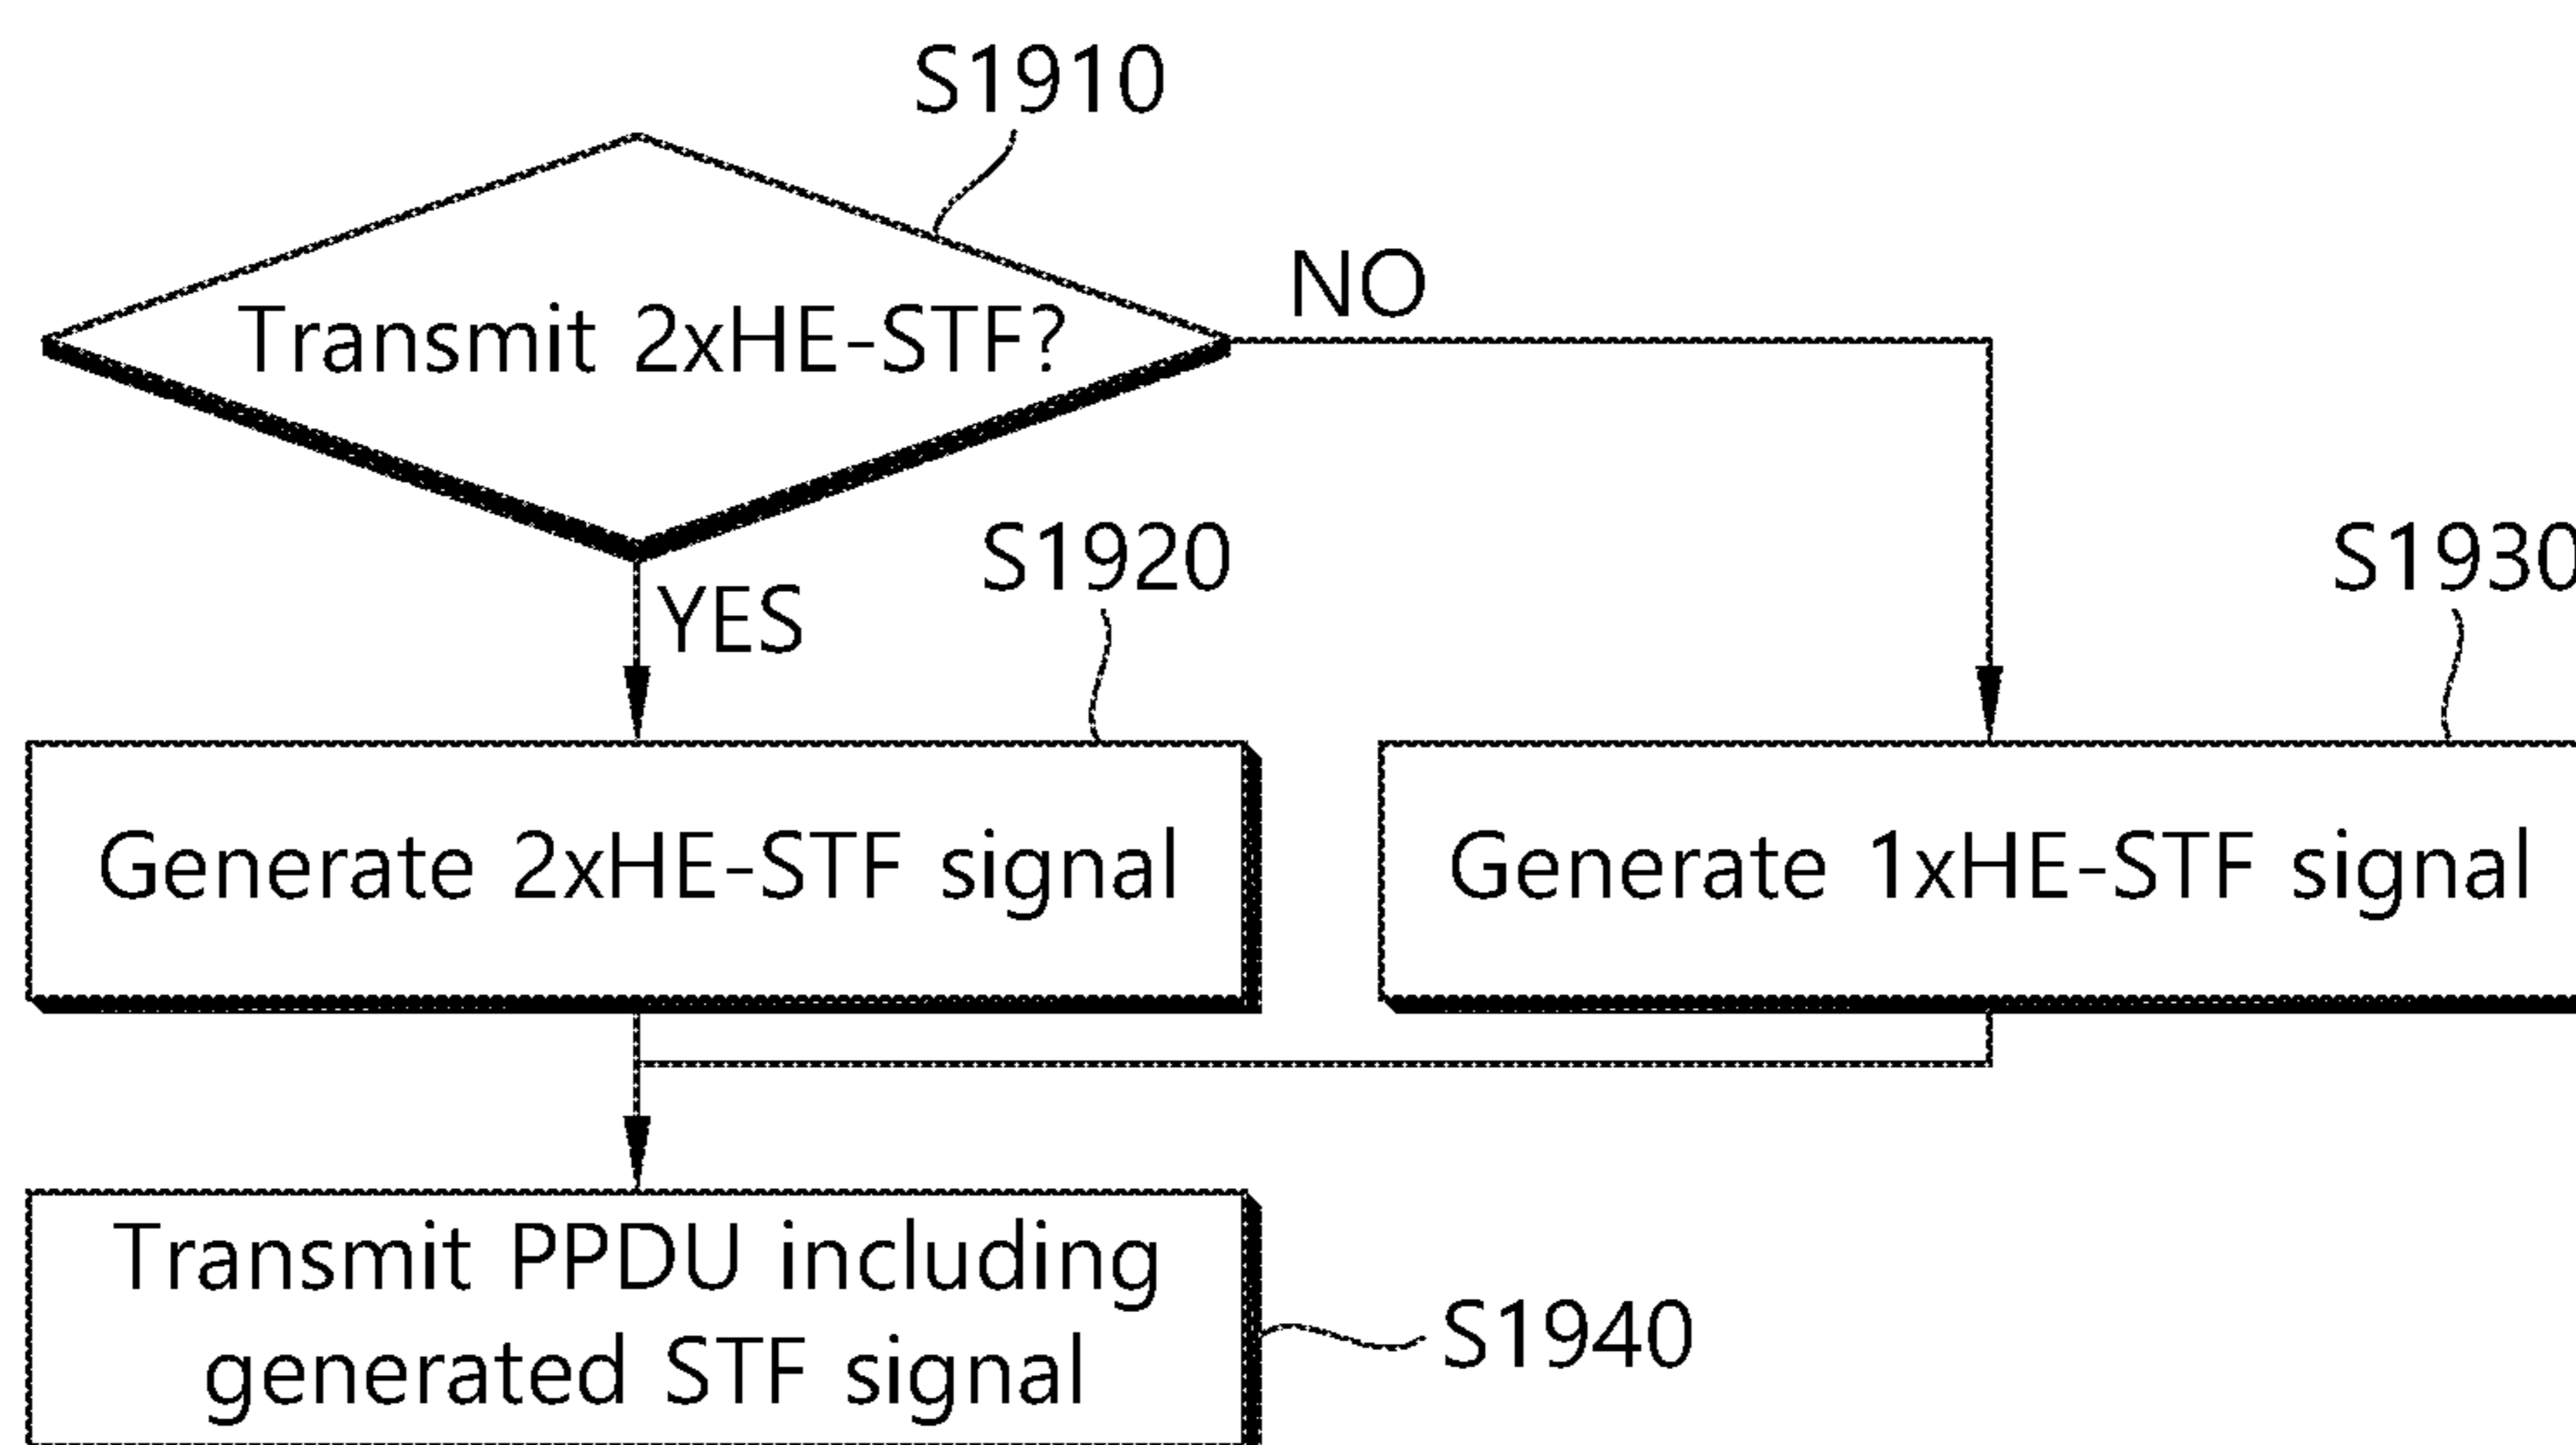 S1910
Transmit 2xHE-STF?
NO
YES
S1920
S1930
Generate 2xHE-STF signal
Generate 1xHE-STF signal
Transmit PPDU including
generated STF signal
S1940